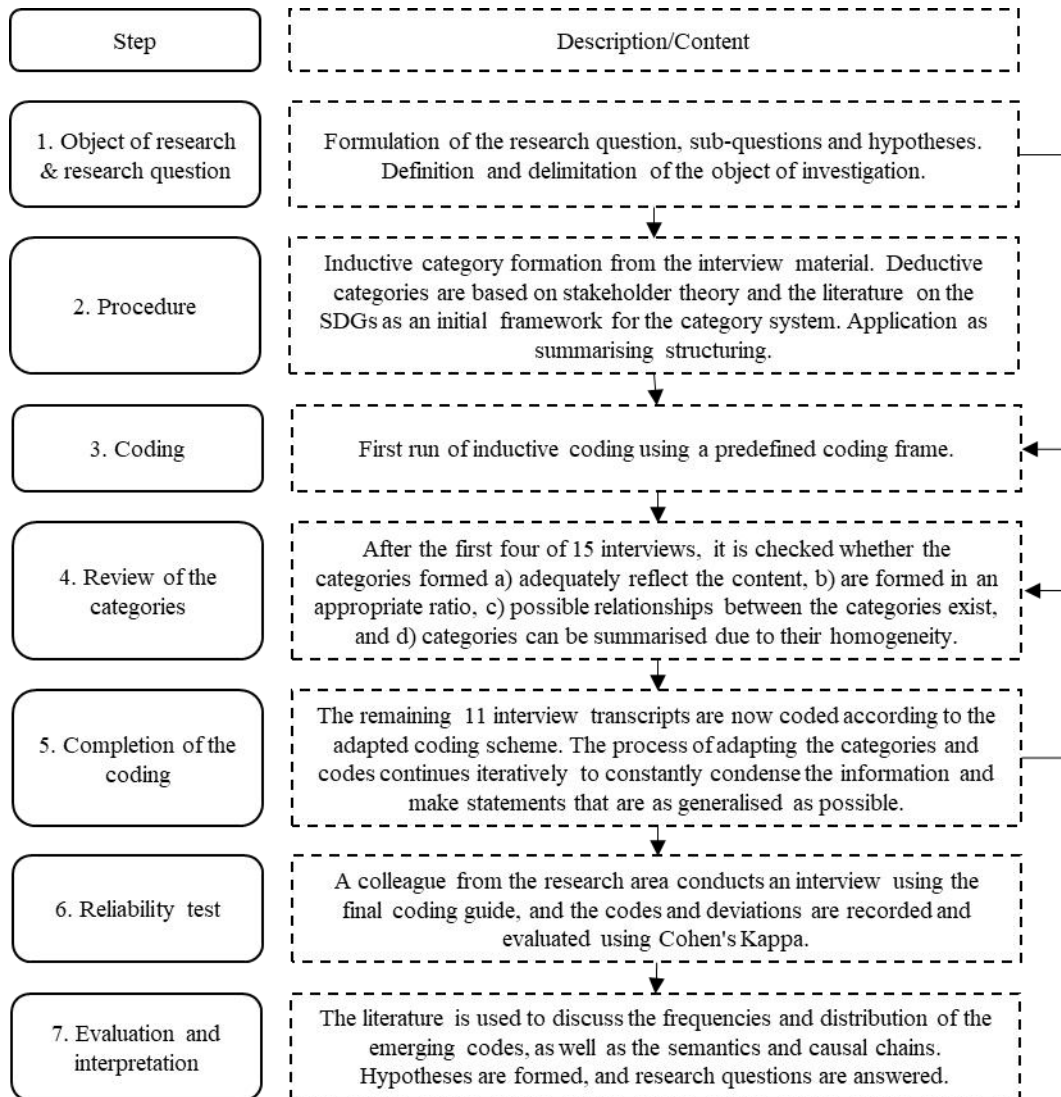 Step
Description/Content
1. Object of research
& research question
Formulation of the research question, sub-questions and hypotheses.
Definition and delimitation of the object of investigation.
2. Procedure
Inductive category formation from the interview material. Deductive
categories are based on stakeholder theory and the literature on the
SDGs as an initial framework for the category system. Application as
summarising structuring.
3. Coding
First run of inductive coding using a predefined coding frame.
4. Review of the
categories
After the first four of 15 interviews, it is checked whether the
categories formed a) adequately reflect the content, b) are formed in an
appropriate ratio, c) possible relationships between the categories exist,
and d) categories can be summarised due to their homogeneity.
5. Completion of the
coding
The remaining 11 interview transcripts are now coded according to the
adapted coding scheme. The process of adapting the categories and
codes continues iteratively to constantly condense the information and
make statements that are as generalised as possible.
6. Reliability test
A colleague from the research area conducts an interview using the
final coding guide, and the codes and deviations are recorded and
evaluated using Cohen's Kappa.
7. Evaluation and
interpretation
The literature is used to discuss the frequencies and distribution of the
emerging codes, as well as the semantics and causal chains.
Hypotheses are formed, and research questions are answered.